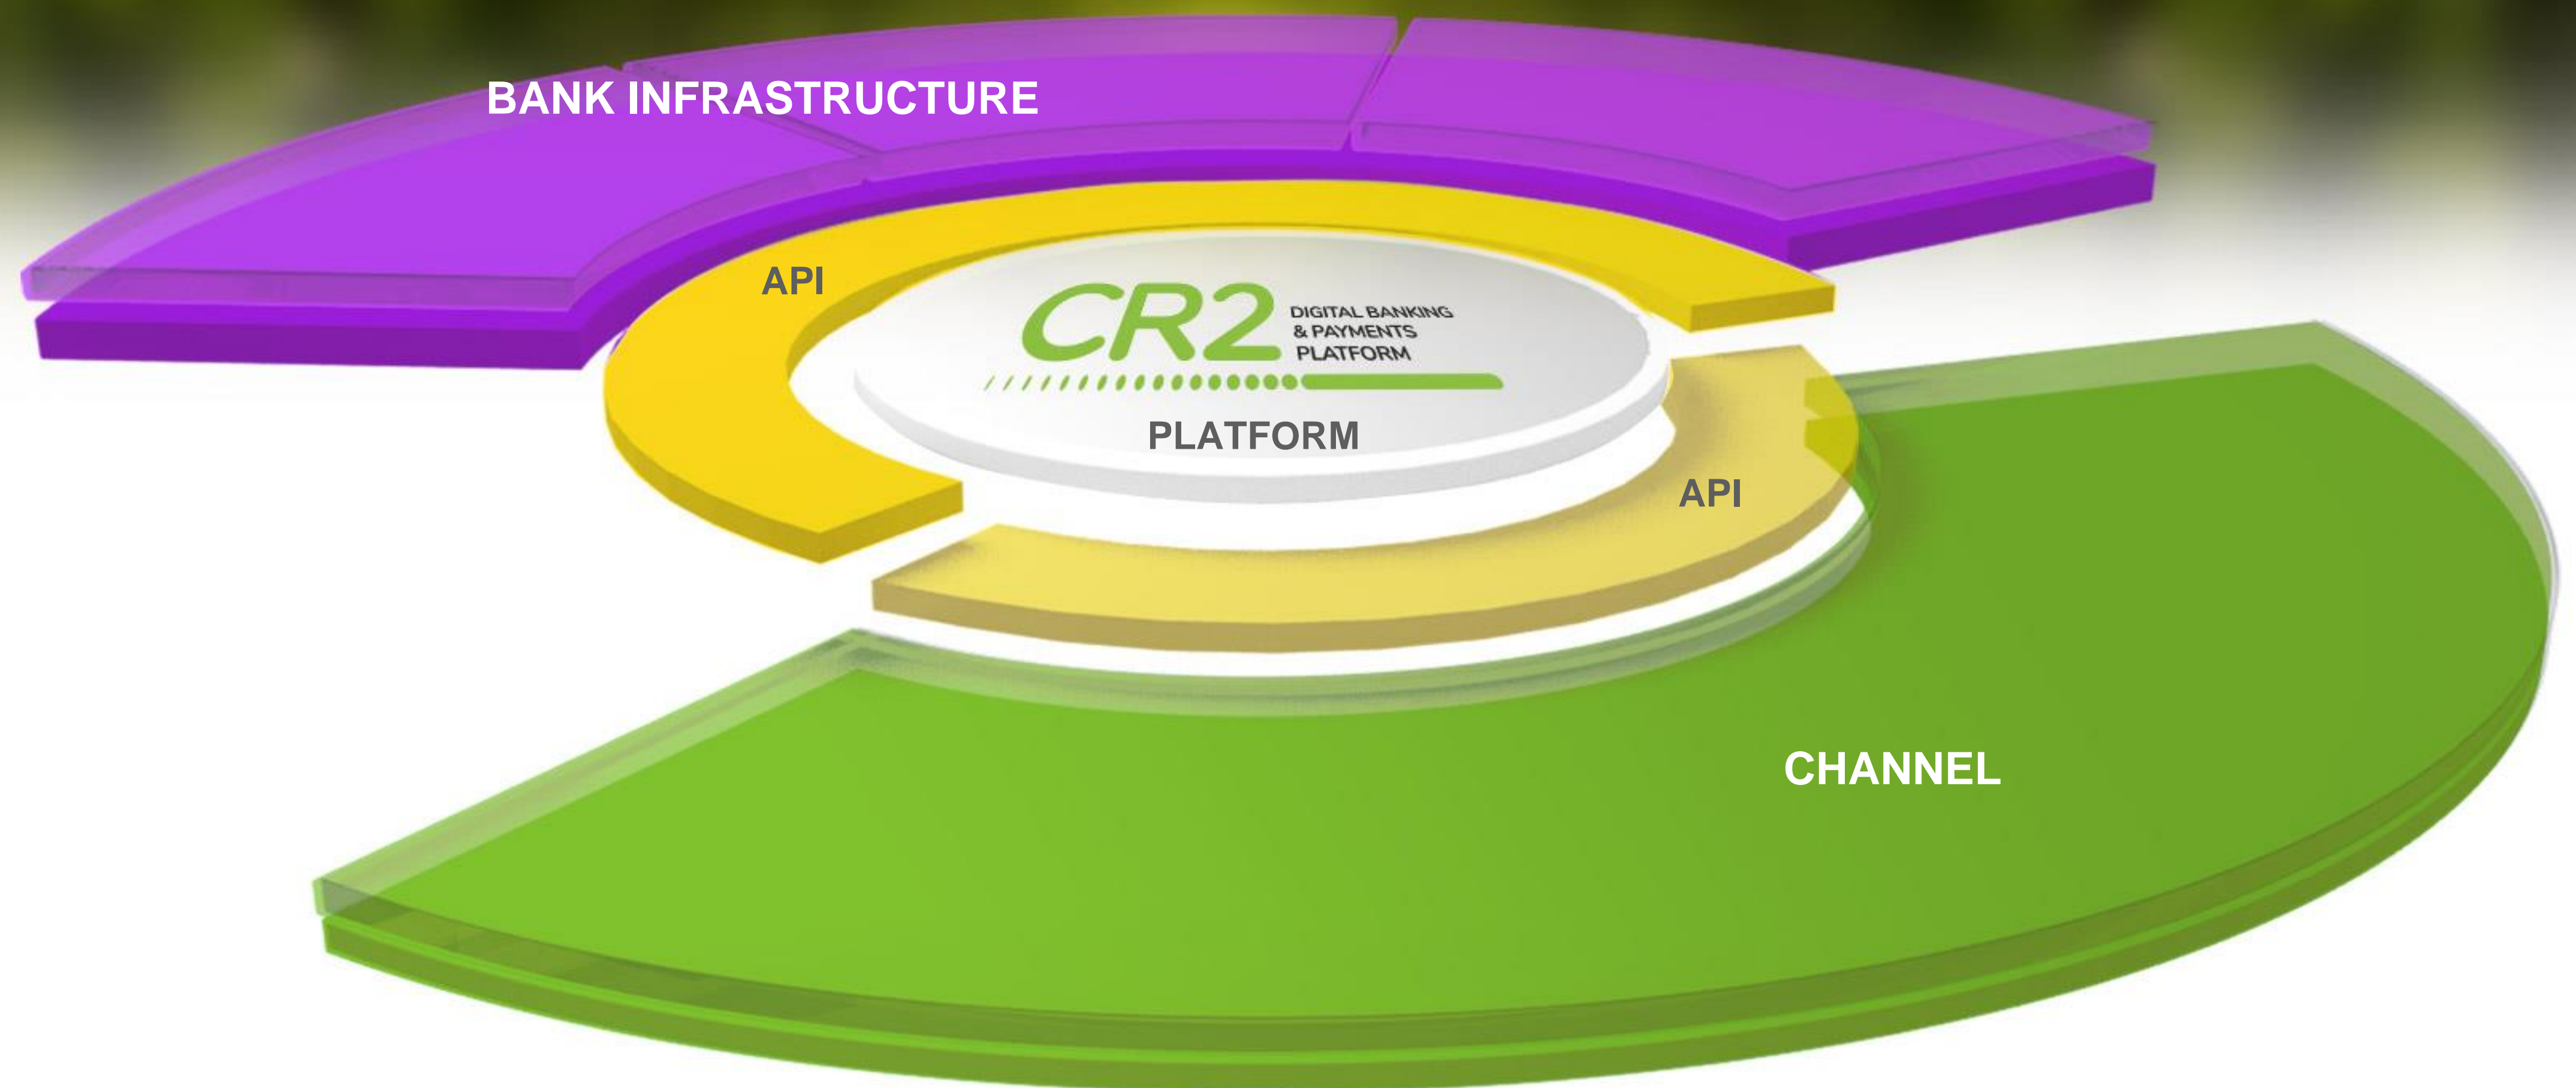 BANK INFRASTRUCTURE
API
CR2
DIGITAL BANKING
& PAYMENTS
PLATFORM
PLATFORM
API
CHANNEL